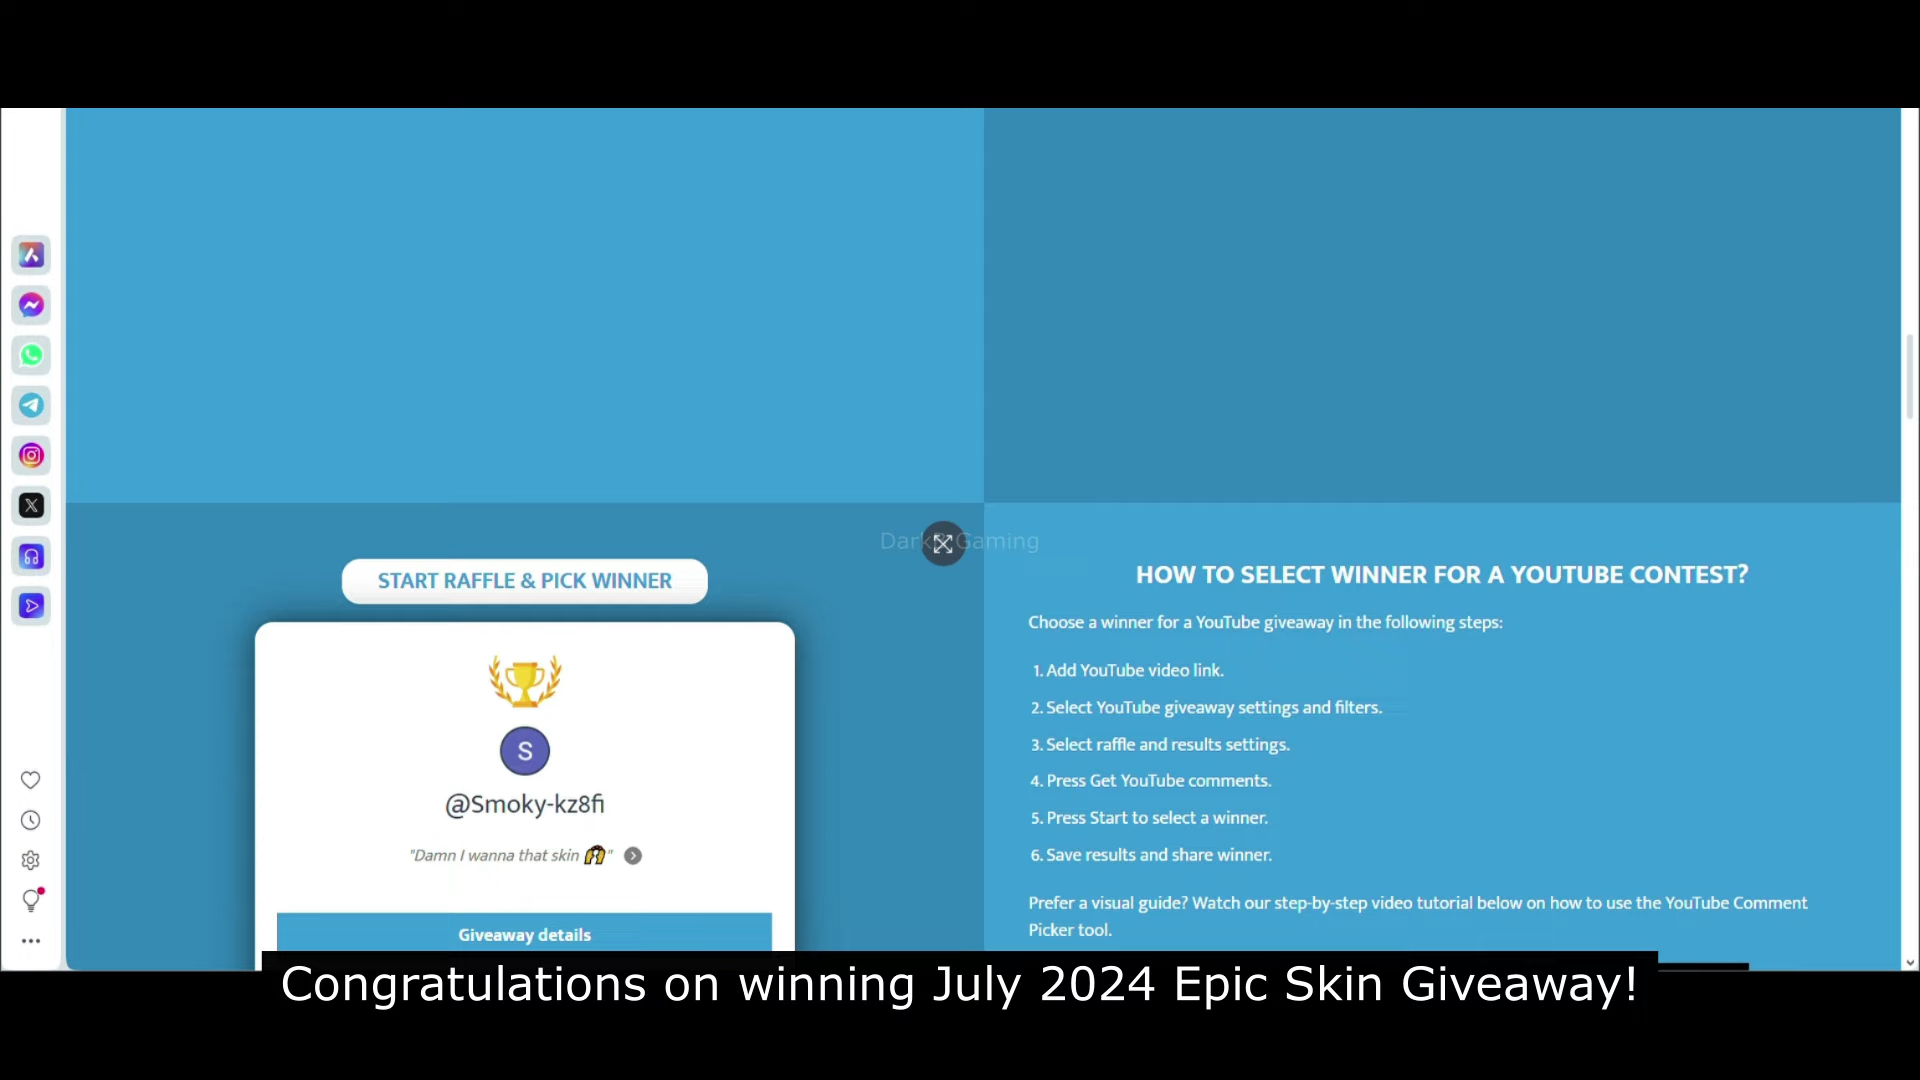 START RAFFLE & PICK WINNER
S
@Smoky-kz8fi
"Damn I wanna that skin 🙌"
Giveaway details
Gaming
HOW TO SELECT WINNER FOR A YOUTUBE CONTEST?
Choose a winner for a YouTube giveaway in the following steps:
1. Add YouTube video link.
2. Select YouTube giveaway settings and filters.
3. Select raffle and results settings.
4. Press Get YouTube comments.
5. Press Start to select a winner.
6. Save results and share winner.
Prefer a visual guide? Watch our step-by-step video tutorial below on how to use the YouTube Comment
Picker tool.
Congratulations on winning July 2024 Epic Skin Giveaway!